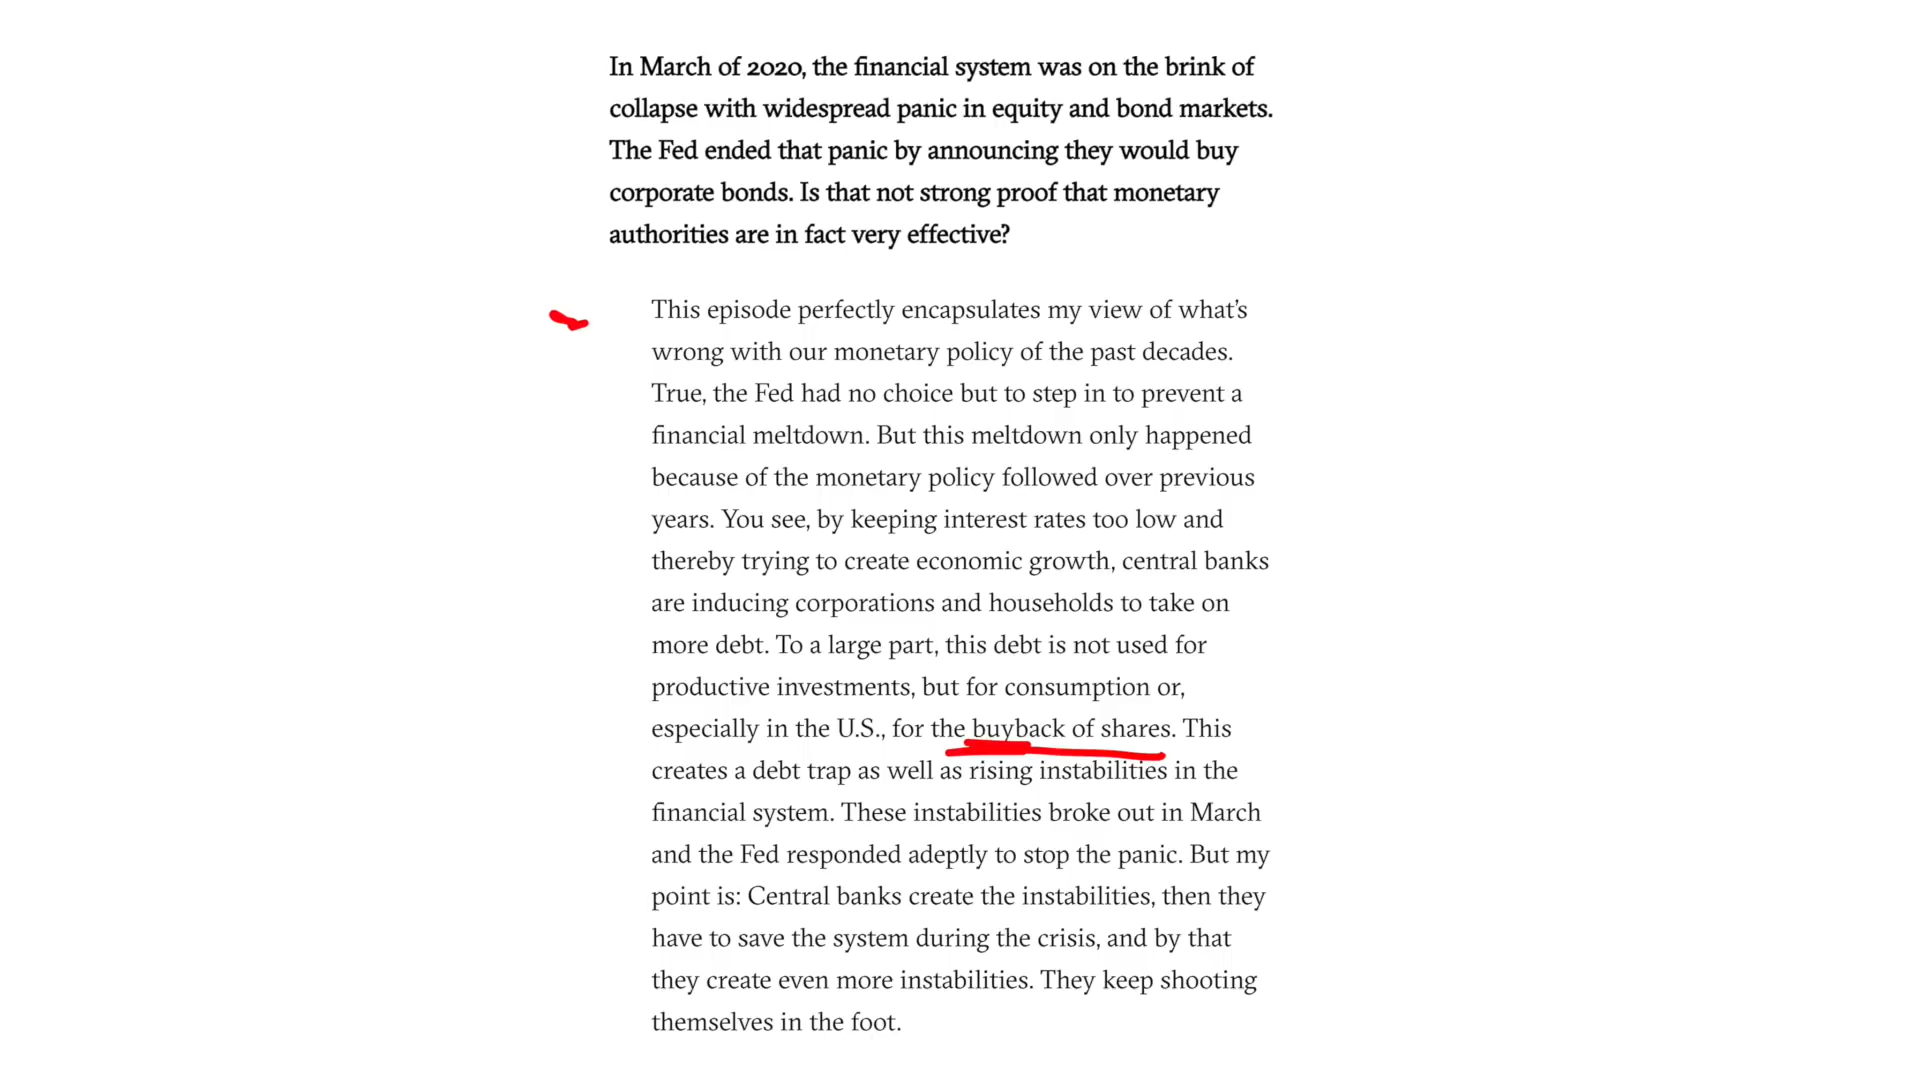 In March of 2020, the financial system was on the brink of
collapse with widespread panic in equity and bond markets.
The Fed ended that panic by announcing they would buy
corporate bonds. Is that not strong proof that monetary
authorities are in fact very effective?
This episode perfectly encapsulates my view of what’s
wrong with our monetary policy of the past decades.
True, the Fed had no choice but to step in to prevent a
financial meltdown. But this meltdown only happened
because of the monetary policy followed over previous
years. You see, by keeping interest rates too low and
thereby trying to create economic growth, central banks
are inducing corporations and households to take on
more debt. To a large part, this debt is not used for
productive investments, but for consumption or,
especially in the U.S., for the buyback of shares. This
creates a debt trap as well as rising instabilities in the
financial system. These instabilities broke out in March
and the Fed responded adeptly to stop the panic. But my
point is: Central banks create the instabilities, then they
have to save the system during the crisis, and by that
they create even more instabilities. They keep shooting
themselves in the foot.